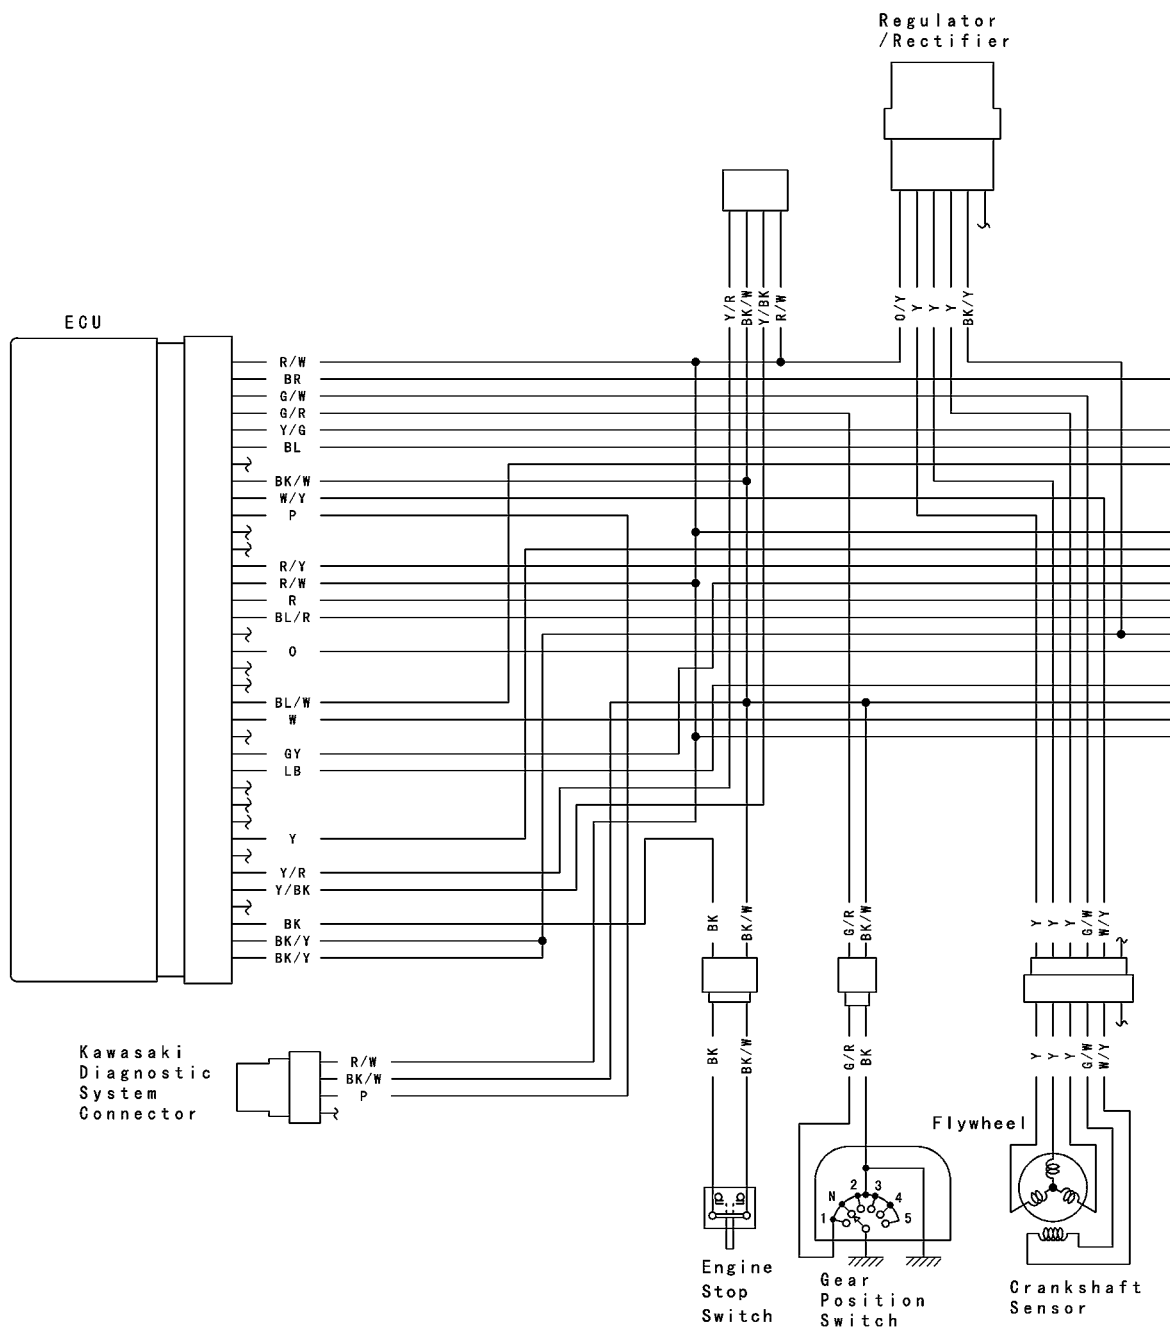 Regulator
/Rectifier
Y/R
BK/W
Y/BK
R/W
O/Y
Y
Y
Y
BK/Y
ECU
R/W
BR
G/W
G/R
Y/G
BL
BK/W
W/Y
P
R/Y
R/W
R
BL/R
O
BL/W
W
GY
LB
Y
Y/R
Y/BK
BK
BK/Y
BK/Y
BK
BK/W
G/R
BK/W
Y
Y
Y
G/W
W/Y
Kawasaki
Diagnostic
System
Connector
R/W
BK/W
P
BK
BK/W
G/R
BK
Y
Y
Y
G/W
W/Y
Flywheel
1
N
2
3
4
5
Engine
Stop
Switch
Gear
Position
Switch
Crankshaft
Sensor